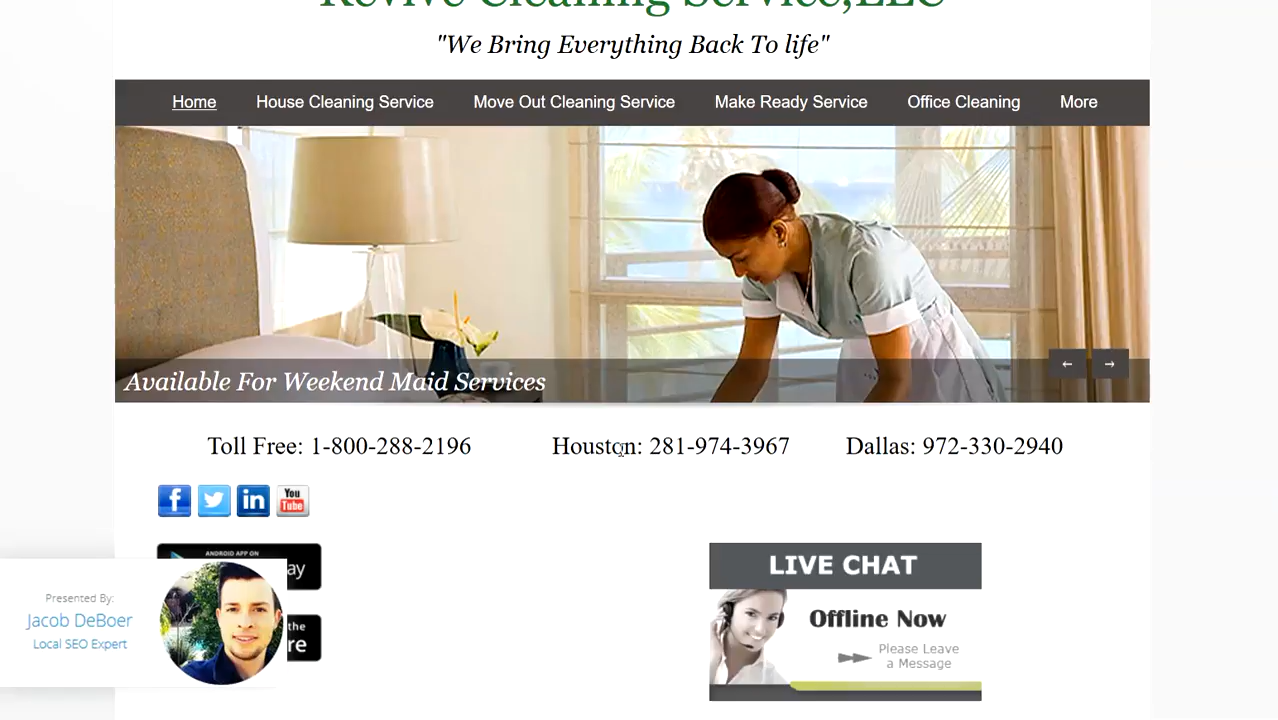 Revive Cleaning Service,LLC
"We Bring Everything Back To life"
Home House Cleaning Service Move Out Cleaning Service Make Ready Service Office Cleaning More
Available For Weekend Maid Services
← →
Toll Free: 1-800-288-2196 Houston: 281-974-3967 Dallas: 972-330-2940
f in You Tube
ANDROID APP ON
ay
the
re
LIVE CHAT
Offline Now
Please Leave
a Message
Presented By:
Jacob DeBoer
Local SEO Expert